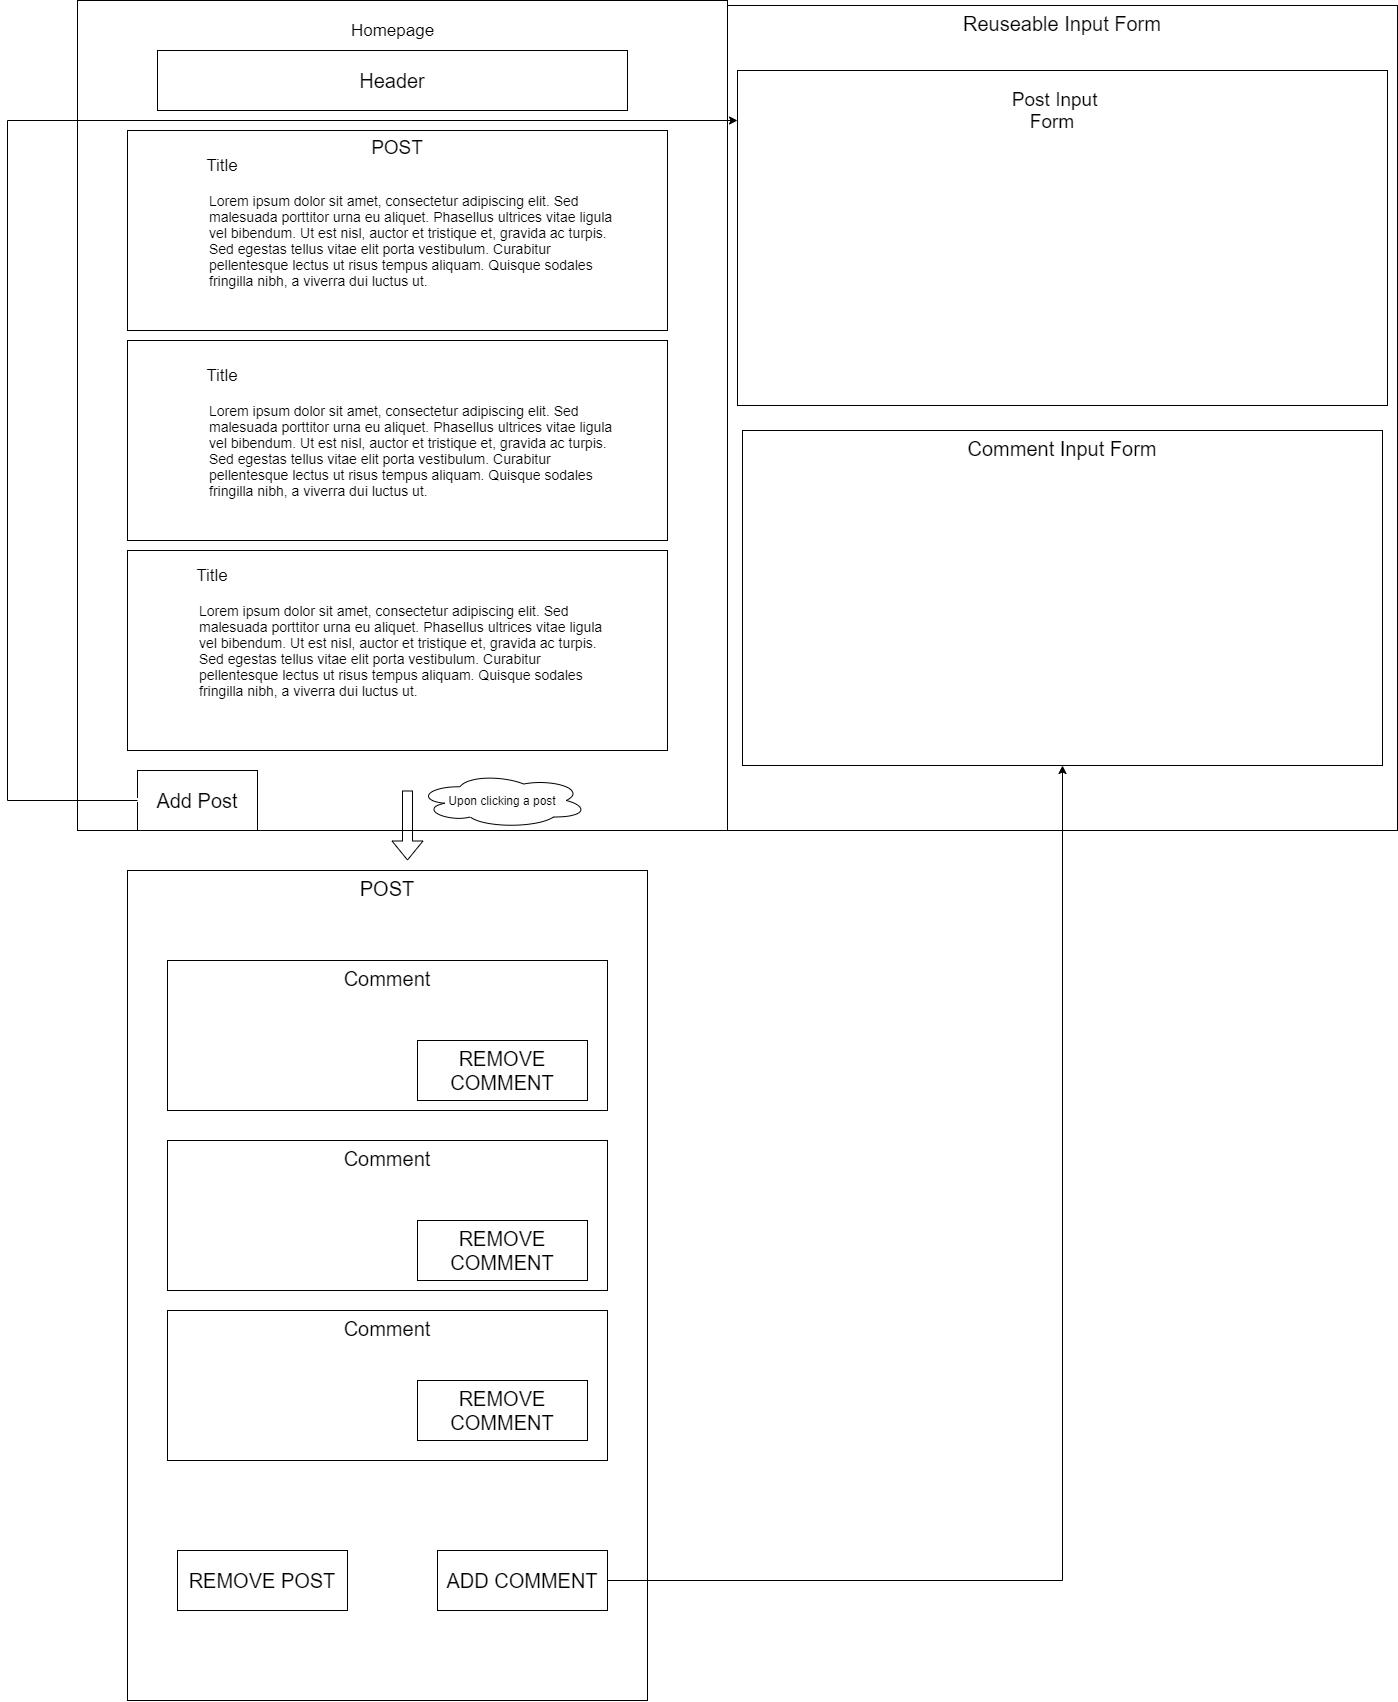 Homepage
Header
POST
Title
Lorem ipsum dolor sit amet, consectetur adipiscing elit. Sed
malesuada porttitor urna eu aliquet. Phasellus ultrices vitae ligula
vel bibendum. Ut est nisl, auctor et tristique et, gravida ac turpis.
Sed egestas tellus vitae elit porta vestibulum. Curabitur
pellentesque lectus ut risus tempus aliquam. Quisque sodales
fringilla nibh, a viverra dui luctus ut.
Title
Lorem ipsum dolor sit amet, consectetur adipiscing elit. Sed
malesuada porttitor urna eu aliquet. Phasellus ultrices vitae ligula
vel bibendum. Ut est nisl, auctor et tristique et, gravida ac turpis.
Sed egestas tellus vitae elit porta vestibulum. Curabitur
pellentesque lectus ut risus tempus aliquam. Quisque sodales
fringilla nibh, a viverra dui luctus ut.
Title
Lorem ipsum dolor sit amet, consectetur adipiscing elit. Sed
malesuada porttitor urna eu aliquet. Phasellus ultrices vitae ligula
vel bibendum. Ut est nisl, auctor et tristique et, gravida ac turpis.
Sed egestas tellus vitae elit porta vestibulum. Curabitur
pellentesque lectus ut risus tempus aliquam. Quisque sodales
fringilla nibh, a viverra dui luctus ut.
Add Post
Upon clicking a post
Reuseable Input Form
Post Input
Form
Comment Input Form
POST
Comment
REMOVE
COMMENT
Comment
REMOVE
COMMENT
Comment
REMOVE
COMMENT
REMOVE POST
ADD COMMENT